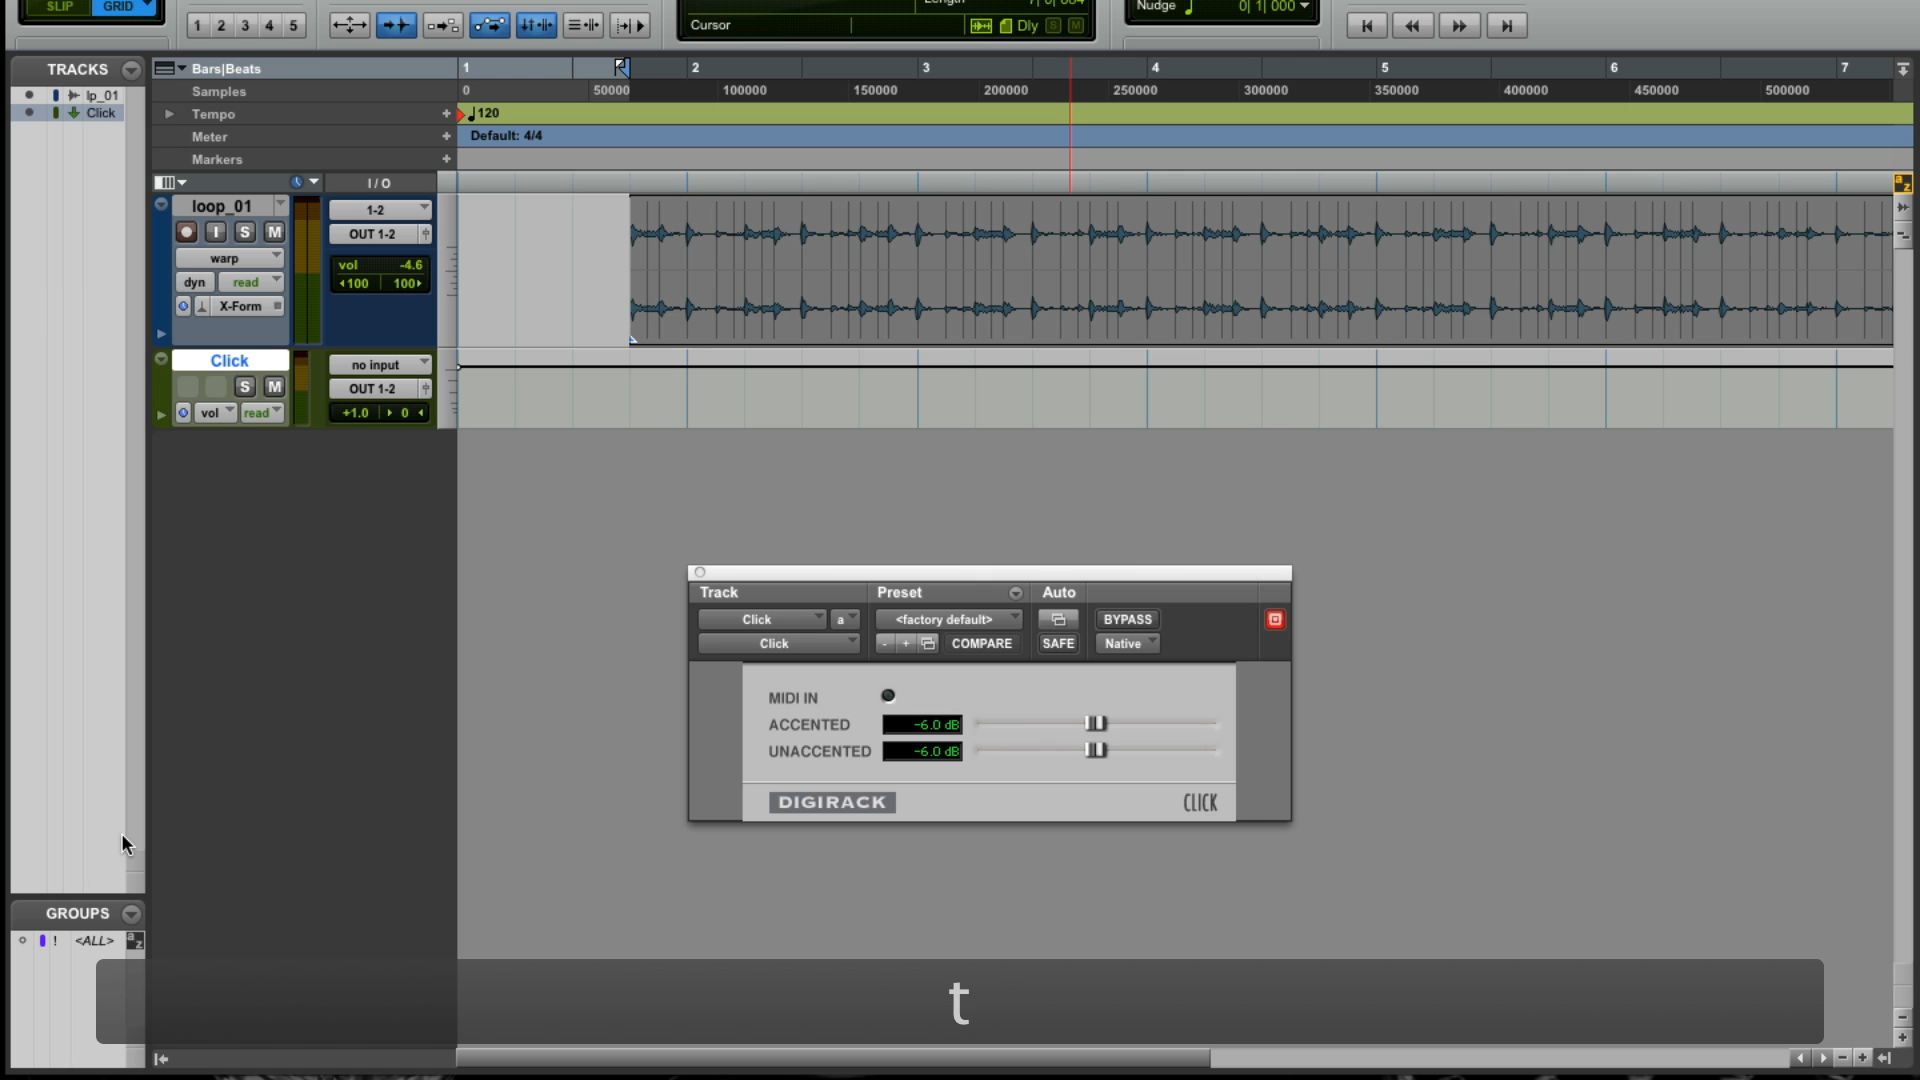 SLIP GRID
1 2 3 4 5
Length 7| 0| 004
Cursor Dly S M
Nudge 0| 1| 000
TRACKS
lp_01
Click
Bars|Beats 1 2 3 4 5 6 7
Samples 0 50000 100000 150000 200000 250000 300000 350000 400000 450000 500000
Tempo + 120
Meter + Default: 4/4
Markers +
I / O
a z
loop_01 1-2
I S M OUT 1-2
warp vol -4.6
dyn read 100 100
X-Form
Click no input
S M OUT 1-2
vol read +1.0 0
Track Preset Auto
Click a <factory default> BYPASS
Click - + COMPARE SAFE Native
MIDI IN
ACCENTED -6.0 dB
UNACCENTED -6.0 dB
DIGIRACK CLICK
GROUPS
! <ALL> a z
t